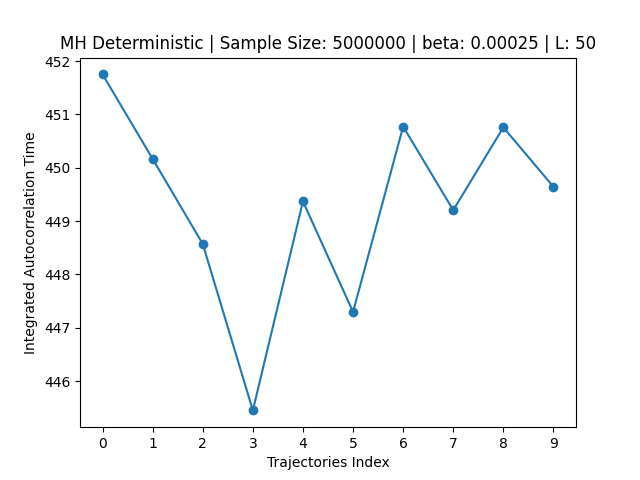 MH Deterministic | Sample Size: 5000000 | beta: 0.00025 | L: 50
452
451
450
449
448
447
446
Integrated Autocorrelation Time
0 1 2 3 4 5 6 7 8 9
Trajectories Index